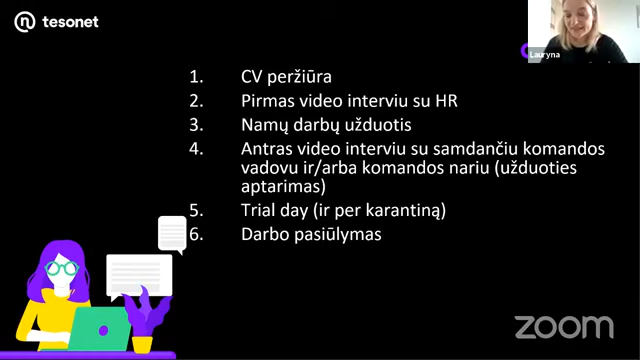 tesonet
Lauryna
1. CV peržiūra
2. Pirmas video interviu su HR
3. Namų darbų užduotis
4. Antras video interviu su samdančiu komandos
vadovu ir/arba komandos nariu (užduoties
aptarimas)
5. Trial day (ir per karantiną)
6. Darbo pasiūlymas
zoom